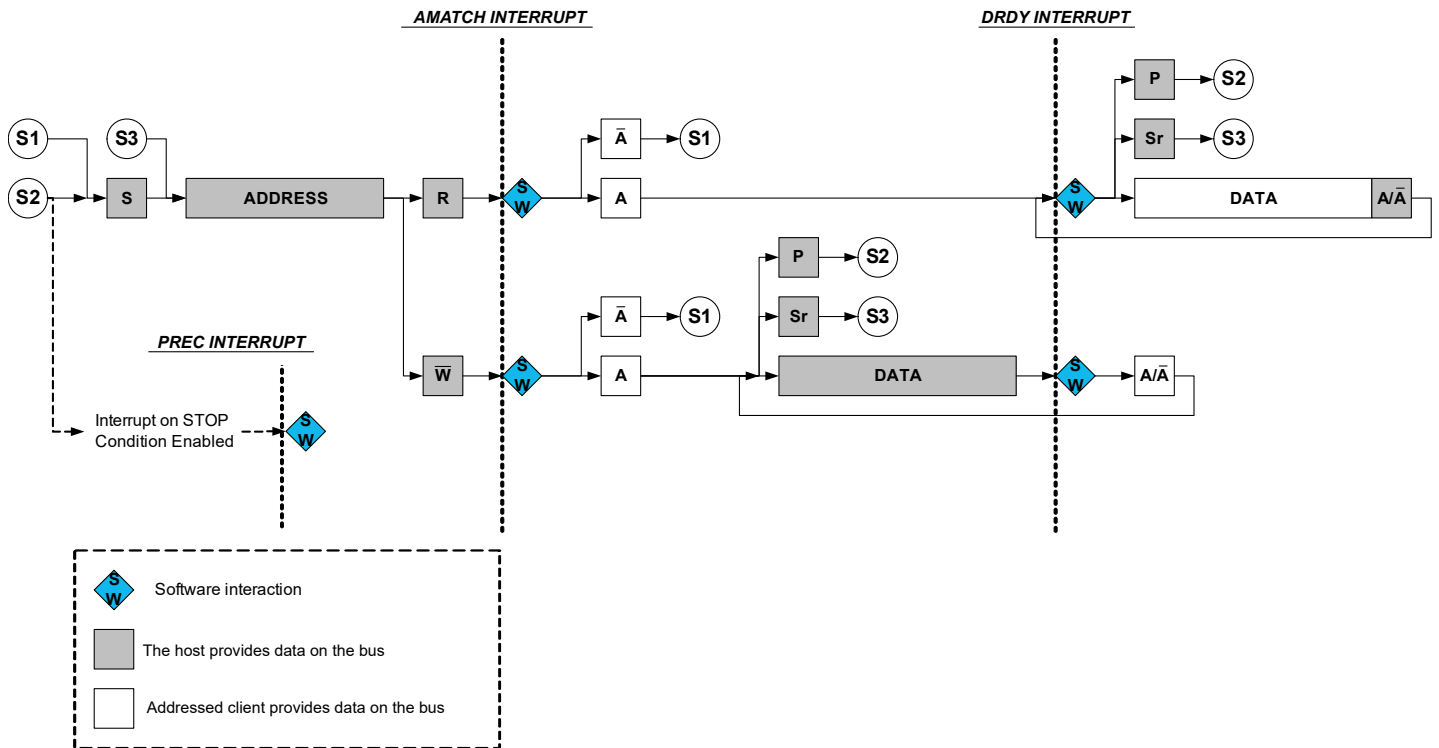 AMATCH INTERRUPT
DRDY INTERRUPT
P
S2
S1
S3
A̅
S1
Sr
S3
S2
S
ADDRESS
R
S
W
A
S
W
DATA
A/A̅
P
S2
A̅
S1
Sr
S3
PREC INTERRUPT
W̅
S
W
A
DATA
S
W
A/A̅
Interrupt on STOP
Condition Enabled
S
W
S
W
Software interaction
The host provides data on the bus
Addressed client provides data on the bus